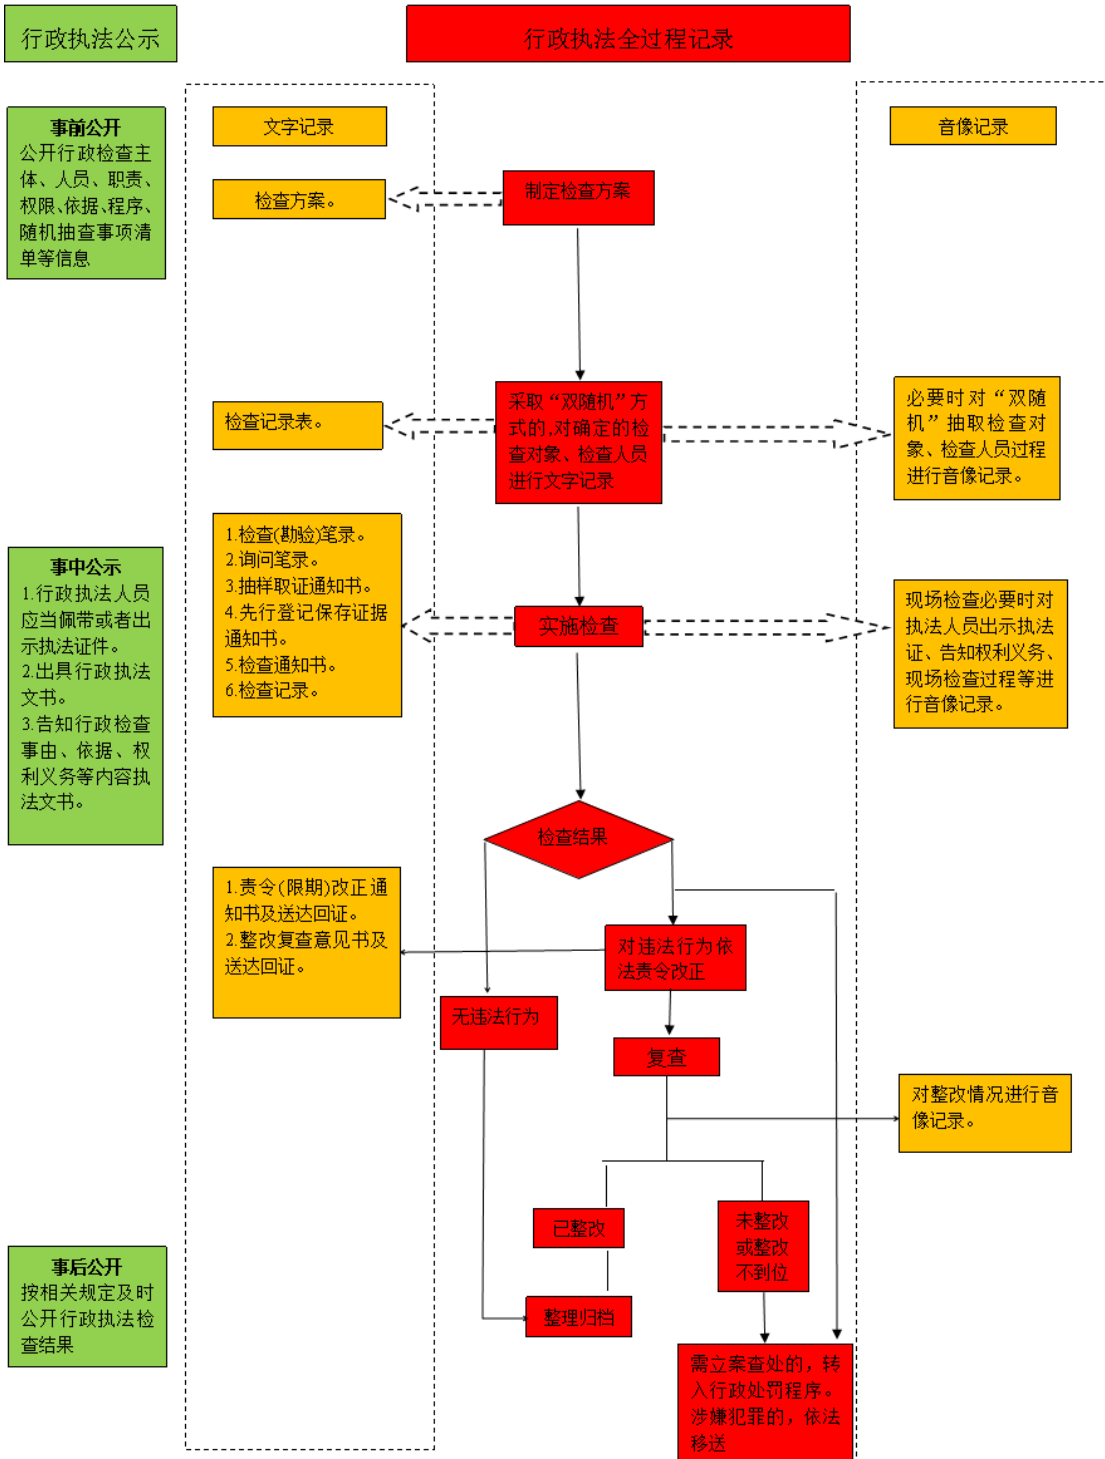 行政执法公示
行政执法全过程记录
事前公开
公开行政检查主
体、人员、职责、
权限、依据、程序、
随机抽查事项清
单等信息
文字记录
音像记录
检查方案。
制定检查方案
检查记录表。
采取“双随机”方
式的,对确定的检
查对象、检查人员
进行文字记录
必要时对“双随
机”抽取检查对
象、检查人员过程
进行音像记录。
事中公示
1.行政执法人员
应当佩带或者出
示执法证件。
2.出具行政执法
文书。
3.告知行政检查
事由、依据、权
利义务等内容执
法文书。
1.检查(勘验)笔录。
2.询问笔录。
3.抽样取证通知书。
4.先行登记保存证据
通知书。
5.检查通知书。
6.检查记录。
实施检查
现场检查必要时对
执法人员出示执法
证、告知权利义务、
现场检查过程等进
行音像记录。
检查结果
1.责令(限期)改正通
知书及送达回证。
2.整改复查意见书及
送达回证。
对违法行为依
法责令改正
无违法行为
复查
对整改情况进行音
像记录。
已整改
未整改
或整改
不到位
事后公开
按相关规定及时
公开行政执法检
查结果
整理归档
需立案查处的，转
入行政处罚程序。
涉嫌犯罪的，依法
移送